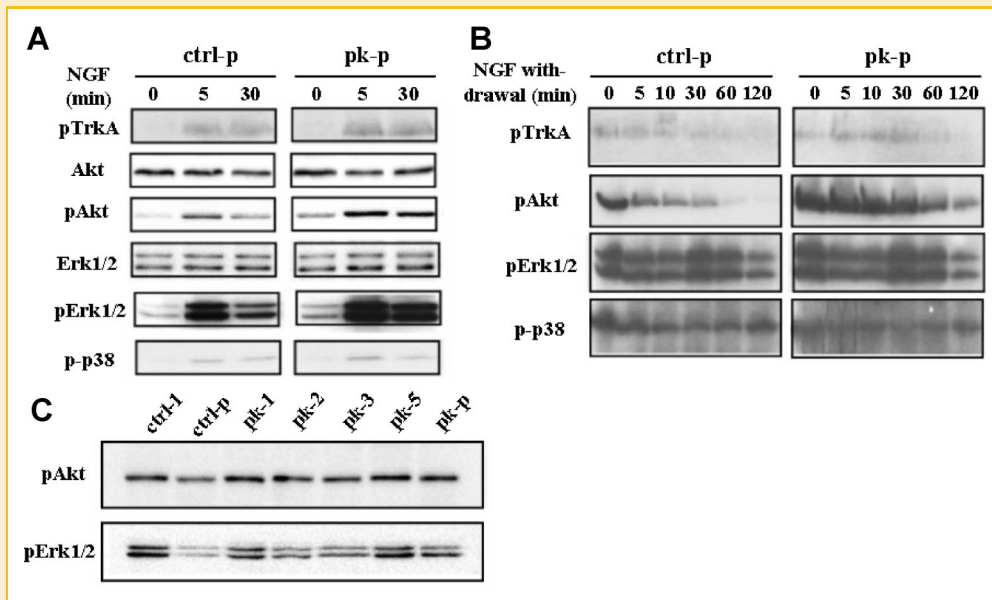 A
ctrl-p
pk-p
NGF
(min)
0 5 30 0 5 30
pTrkA
Akt
pAkt
Erk1/2
pErk1/2
p-p38
B
ctrl-p
pk-p
NGF with-
drawal (min)
0 5 10 30 60 120 0 5 10 30 60 120
pTrkA
pAkt
pErk1/2
p-p38
C
ctrl-1 ctrl-p pk-1 pk-2 pk-3 pk-5 pk-p
pAkt
pErk1/2